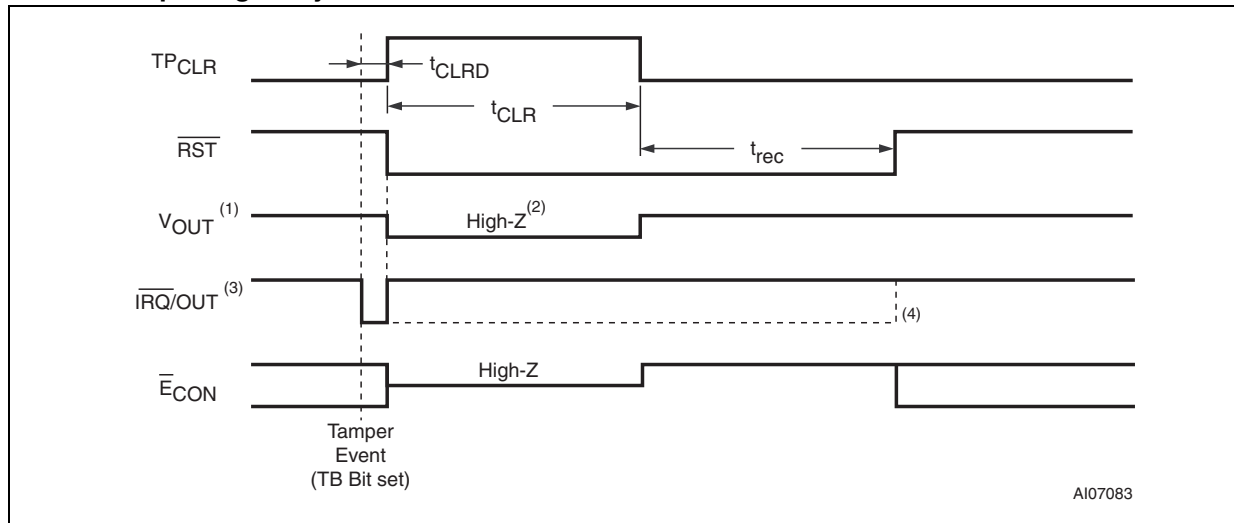 TPCLR
tCLRD
tCLR
RST
trec
VOUT (1)
High-Z(2)
IRQ/OUT (3)
(4)
ECON
High-Z
Tamper
Event
(TB Bit set)
AI07083